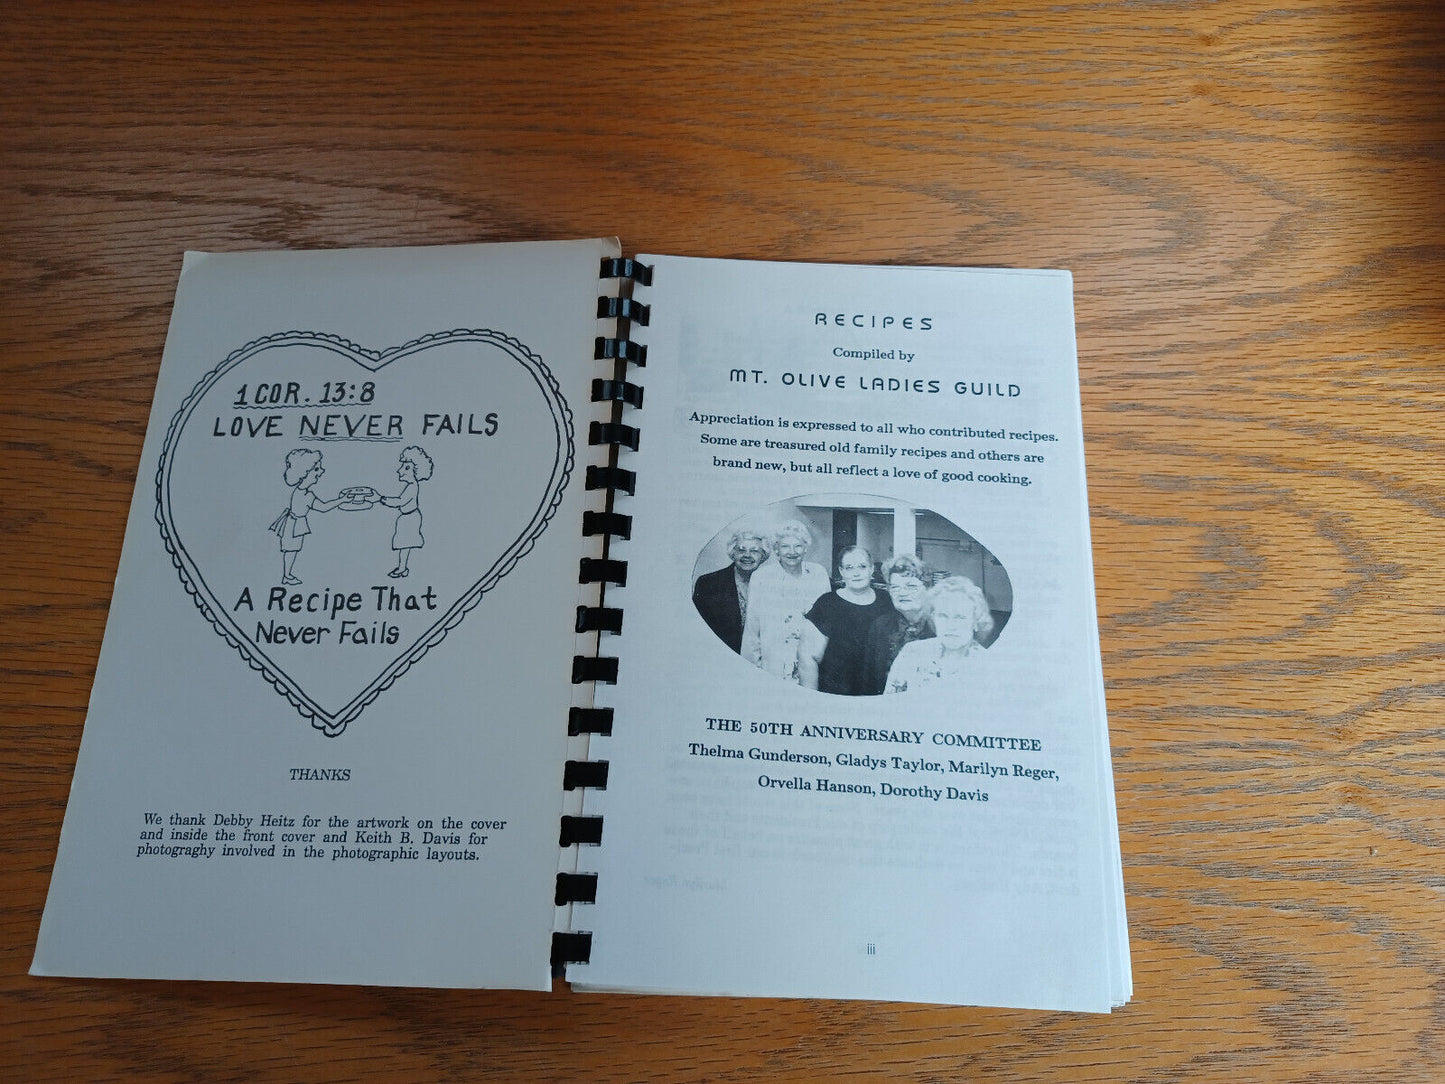 1 COR. 13:8
LOVE NEVER FAILS
A Recipe That
Never Fails
THANKS
We thank Debby Heitz for the artwork on the cover
and inside the front cover and Keith B. Davis for
photograghy involved in the photographic layouts.
RECIPES
Compiled by
MT. OLIVE LADIES GUILD
Appreciation is expressed to all who contributed recipes.
Some are treasured old family recipes and others are
brand new, but all reflect a love of good cooking.
THE 50TH ANNIVERSARY COMMITTEE
Thelma Gunderson, Gladys Taylor, Marilyn Reger,
Orvella Hanson, Dorothy Davis
iii